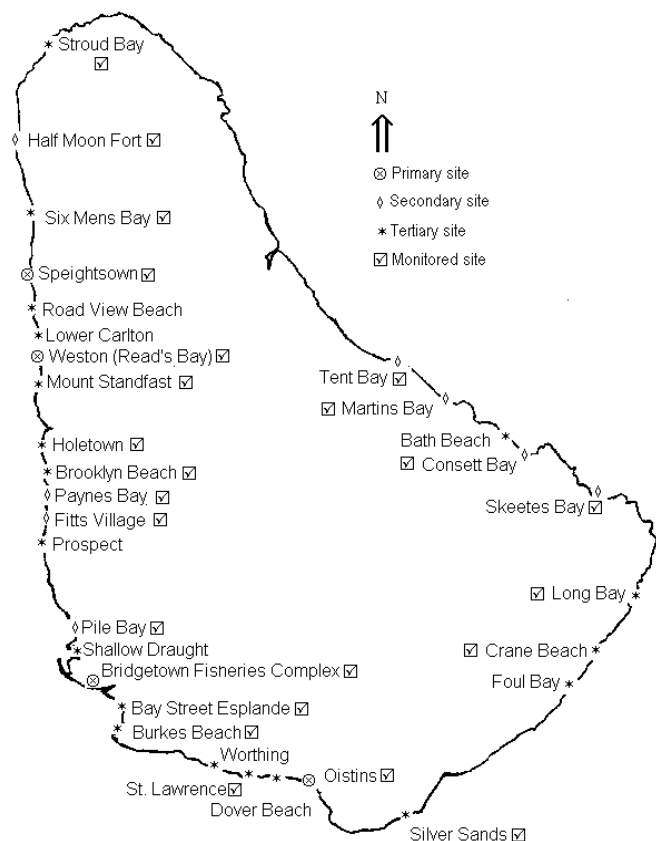 Stroud Bay
N
Half Moon Fort
Primary site
Secondary site
Six Mens Bay
Tertiary site
Monitored site
Speightsown
Road View Beach
Lower Carlton
Weston (Read's Bay)
Mount Standfast
Tent Bay
Martins Bay
Bath Beach
Holetown
Consett Bay
Brooklyn Beach
Paynes Bay
Skeetes Bay
Fitts Village
Prospect
Long Bay
Pile Bay
Shallow Draught
Crane Beach
Bridgetown Fisheries Complex
Foul Bay
Bay Street Esplande
Burkes Beach
Worthing
Oistins
St. Lawrence
Dover Beach
Silver Sands